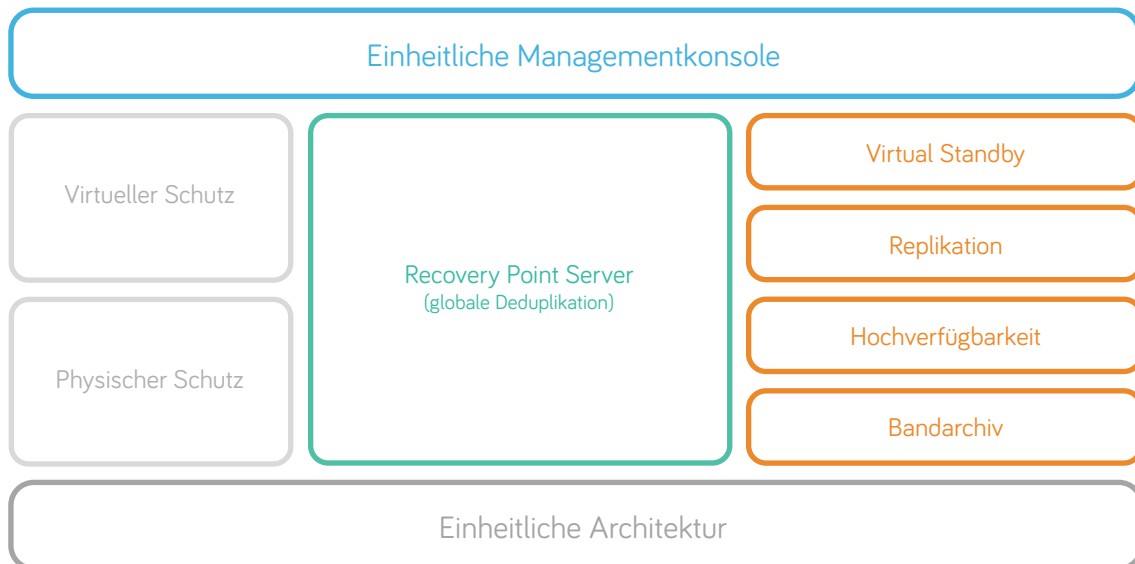 Einheitliche Managementkonsole
Virtueller Schutz
Physischer Schutz
Recovery Point Server
(globale Deduplikation)
Virtual Standby
Replikation
Hochverfügbarkeit
Bandarchiv
Einheitliche Architektur